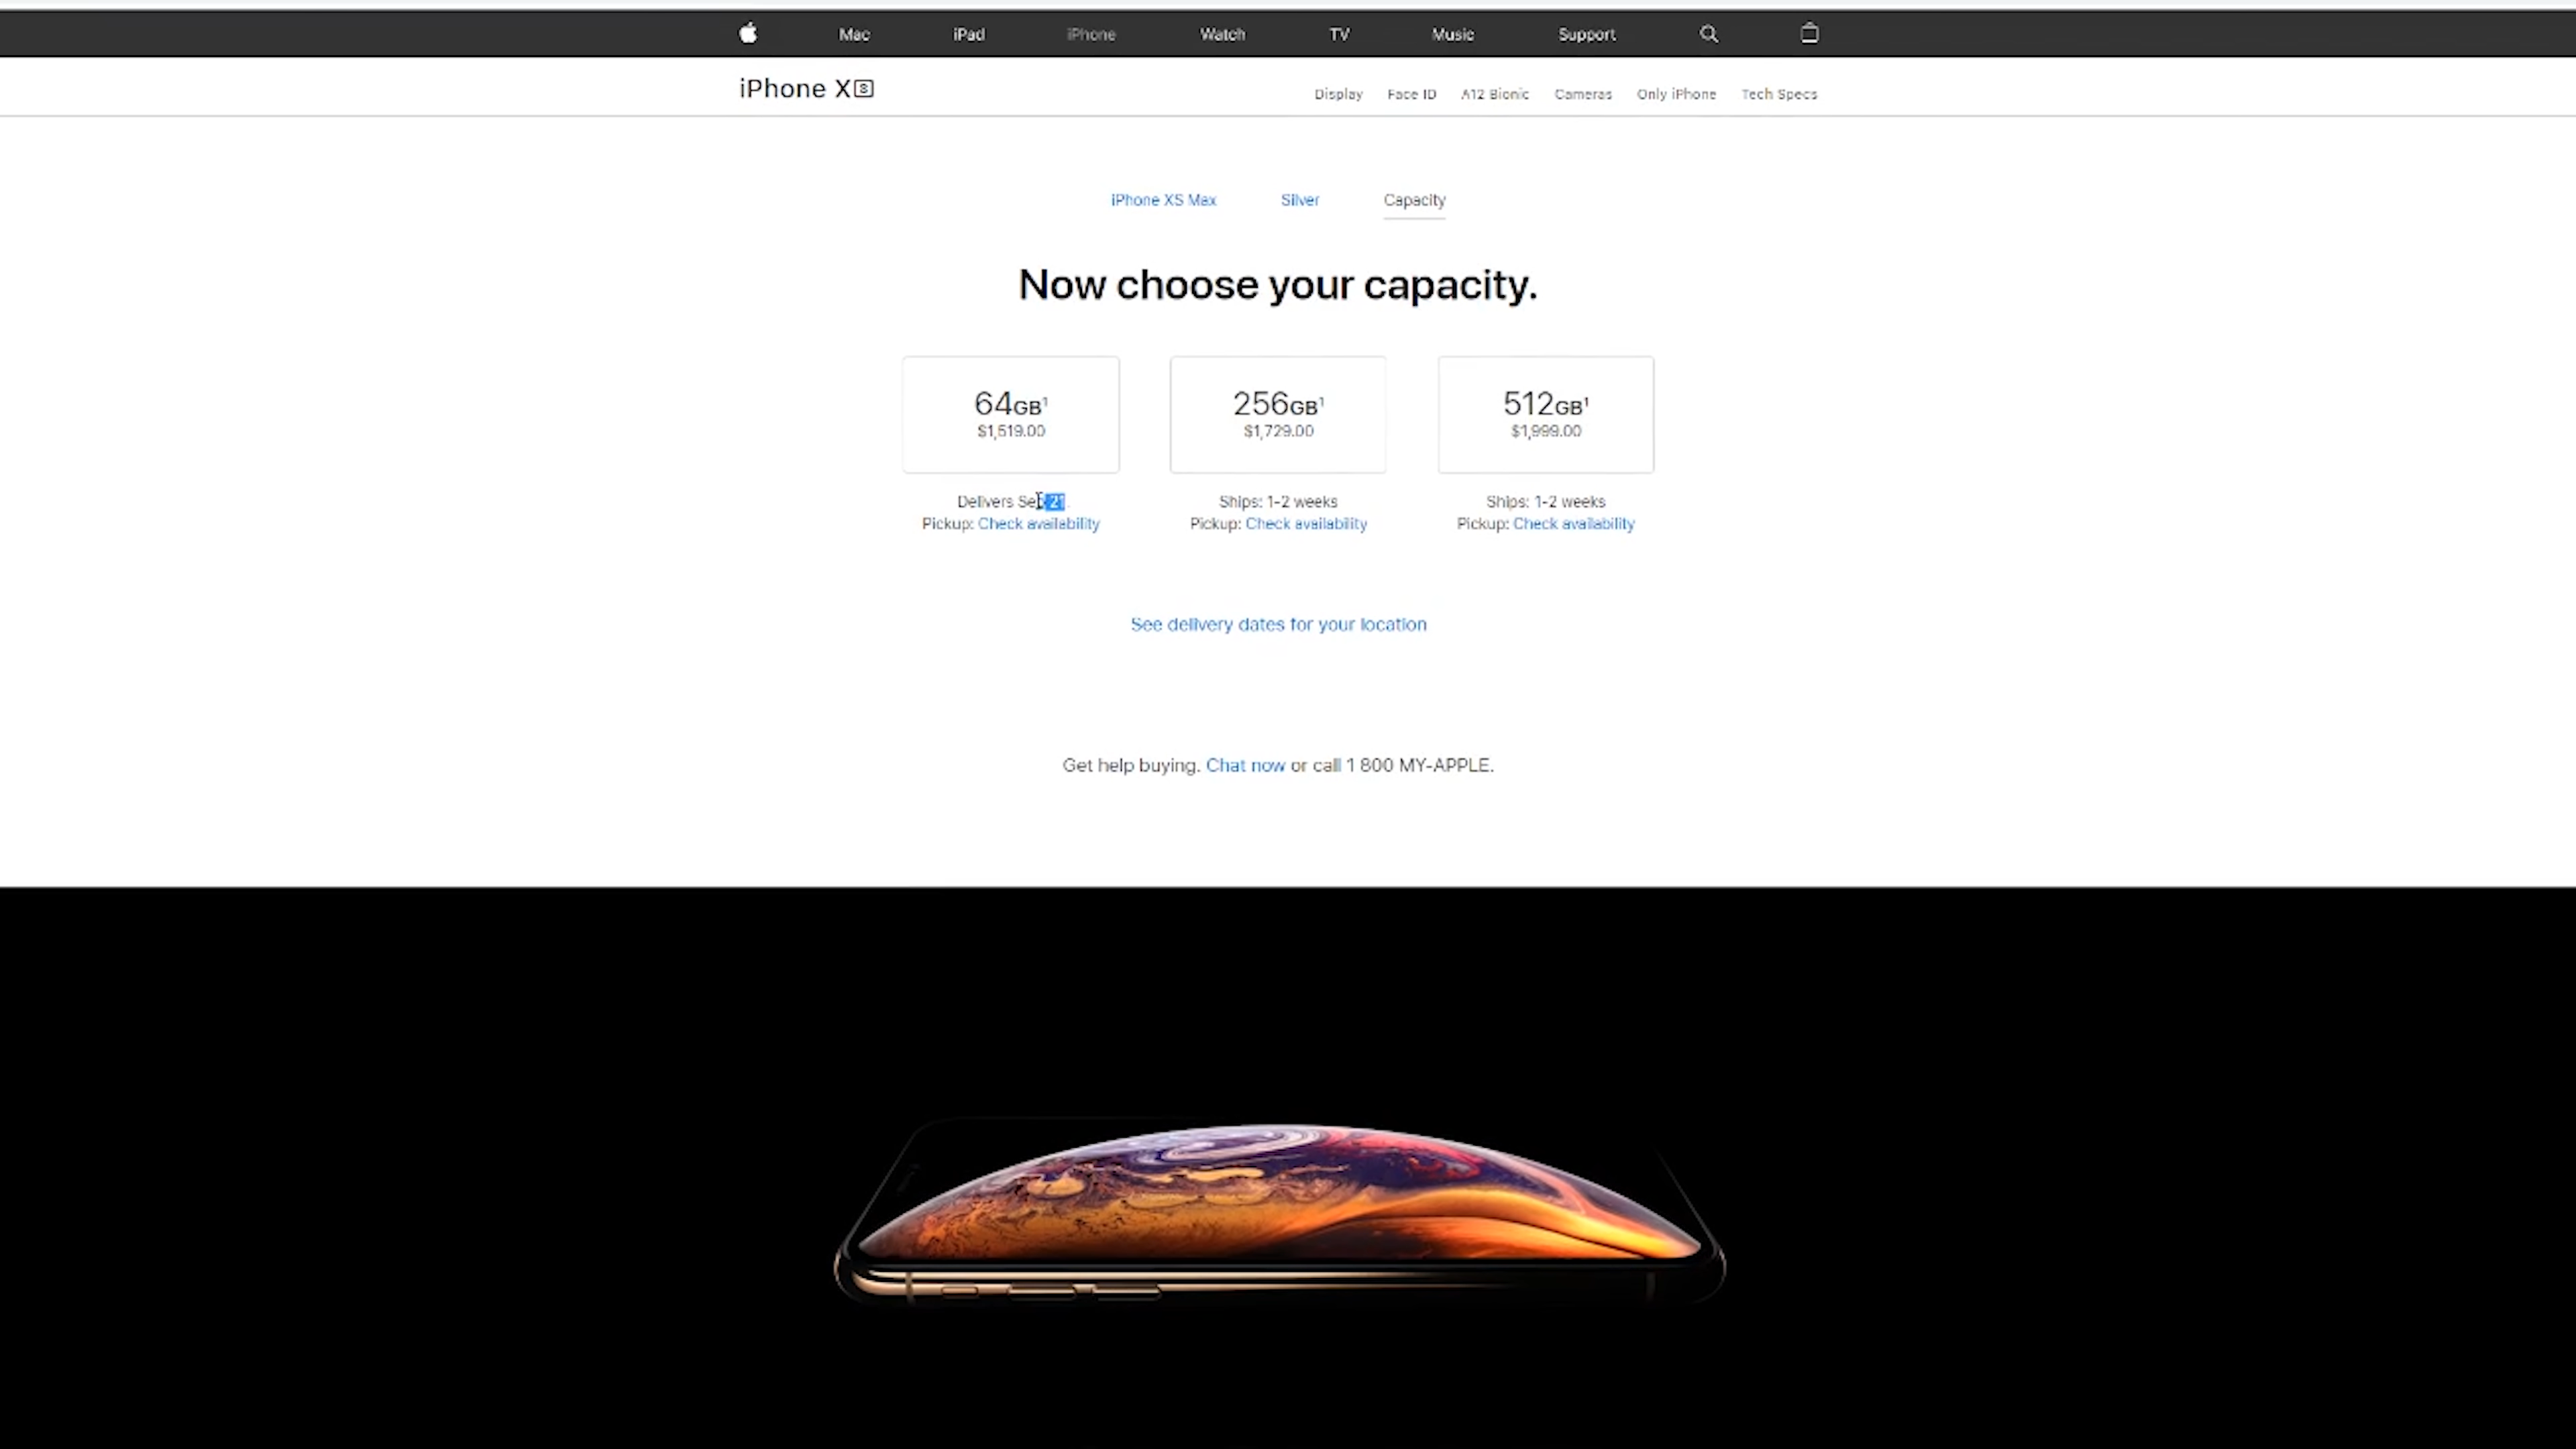 Mac iPad iPhone Watch TV Music Support
iPhone XS
Display Face ID A12 Bionic Cameras Only iPhone Tech Specs
iPhone XS Max Silver Capacity
Now choose your capacity.
64GB¹ 256GB¹ 512GB¹
$1,519.00 $1,729.00 $1,999.00
Delivers Sep 21 Ships: 1-2 weeks Ships: 1-2 weeks
Pickup: Check availability Pickup: Check availability Pickup: Check availability
See delivery dates for your location
Get help buying. Chat now or call 1 800 MY-APPLE.